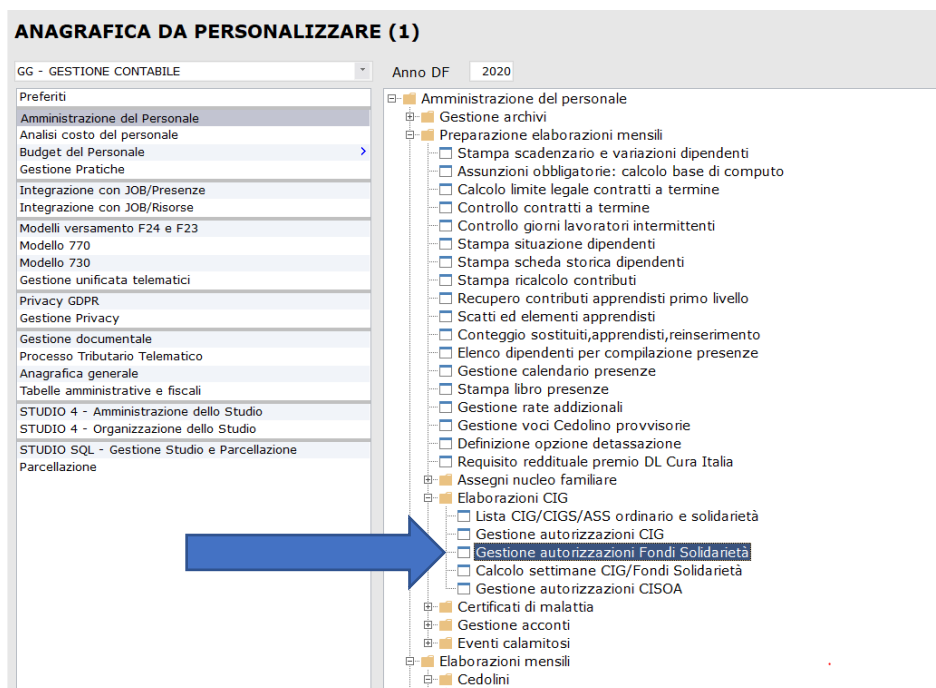 ANAGRAFICA DA PERSONALIZZARE (1)
GG - GESTIONE CONTABILE
Anno DF 2020
Preferiti
Amministrazione del Personale
Analisi costo del personale
Budget del Personale >
Gestione Pratiche
Integrazione con JOB/Presenze
Integrazione con JOB/Risorse
Modelli versamento F24 e F23
Modello 770
Modello 730
Gestione unificata telematici
Privacy GDPR
Gestione Privacy
Gestione documentale
Processo Tributario Telematico
Anagrafica generale
Tabelle amministrative e fiscali
STUDIO 4 - Amministrazione dello Studio
STUDIO 4 - Organizzazione dello Studio
STUDIO SQL - Gestione Studio e Parcellazione
Parcellazione
Amministrazione del personale
Gestione archivi
Preparazione elaborazioni mensili
Stampa scadenzario e variazioni dipendenti
Assunzioni obbligatorie: calcolo base di computo
Calcolo limite legale contratti a termine
Controllo contratti a termine
Controllo giorni lavoratori intermittenti
Stampa situazione dipendenti
Stampa scheda storica dipendenti
Stampa ricalcolo contributi
Recupero contributi apprendisti primo livello
Scatti ed elementi apprendisti
Conteggio sostituiti,apprendisti,reinserimento
Elenco dipendenti per compilazione presenze
Gestione calendario presenze
Stampa libro presenze
Gestione rate addizionali
Gestione voci Cedolino provvisorie
Definizione opzione detassazione
Requisito reddituale premio DL Cura Italia
Assegni nucleo familiare
Elaborazioni CIG
Lista CIG/CIGS/ASS ordinario e solidarietà
Gestione autorizzazioni CIG
Gestione autorizzazioni Fondi Solidarietà
Calcolo settimane CIG/Fondi Solidarietà
Gestione autorizzazioni CISOA
Certificati di malattia
Gestione acconti
Eventi calamitosi
Elaborazioni mensili
Cedolini